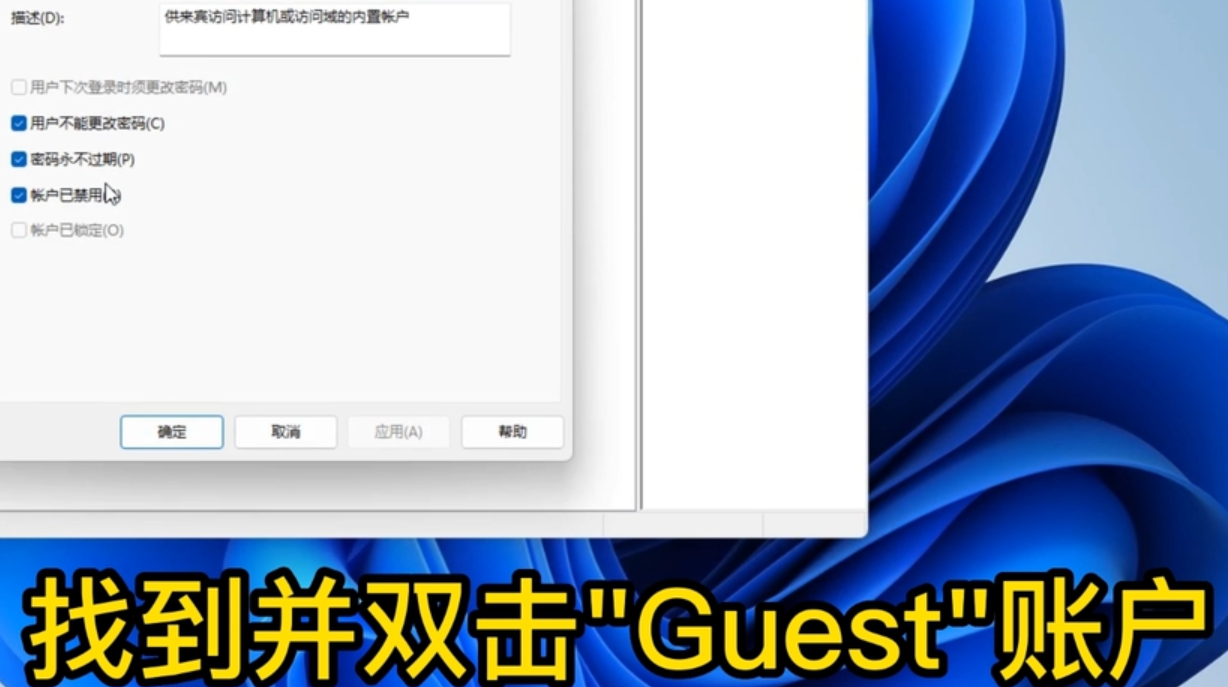 描述(D):
供来宾访问计算机或访问域的内置帐户
用户下次登录时须更改密码(M)
用户不能更改密码(C)
密码永不过期(P)
帐户已禁用
帐户已锁定(O)
确定
取消
应用(A)
帮助
找到并双击"Guest"账户